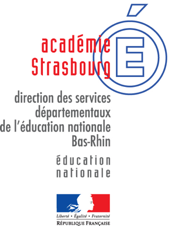 académie
Strasbourg
É
direction des services
départementaux
de l'éducation nationale
Bas-Rhin
éducation
nationale
Liberté • Égalité • Fraternité
RÉPUBLIQUE FRANÇAISE